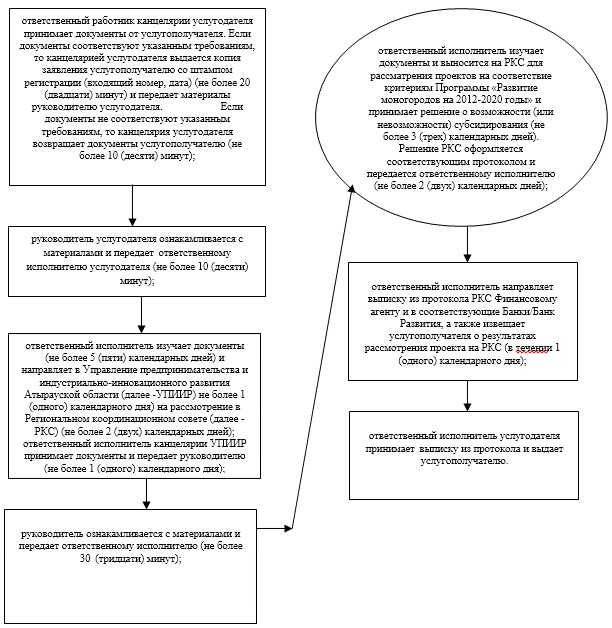 ответственный работник канцелярии услугодателя
принимает документы от услугополучателя. Если
документы соответствуют указанным требованиям,
то канцелярией услугодателя выдается копия
заявления услугополучателю со штампом
регистрации (входящий номер, дата) (не более 20
(двадцати) минут) и передает материалы
руководителю услугодателя. Если
документы не соответствуют указанным
требованиям, то канцелярия услугодателя
возвращает документы услугополучателю (не
более 10 (десяти) минут);
руководитель услугодателя ознакамливается с
материалами и передает ответственному
исполнителю услугодателя (не более 10 (десяти)
минут);
ответственный исполнитель изучает документы
(не более 5 (пяти) календарных дней) и
направляет в Управление предпринимательства и
индустриально-инновационного развития
Атырауской области (далее -УПИИР) не более 1
(одного) календарного дня) на рассмотрение в
Региональном координационном совете (далее -
РКС) (не более 2 (двух) календарных дней);
ответственный исполнитель канцелярии УПИИР
принимает документы и передает руководителю
(не более 1 (одного) календарного дня);
руководитель ознакамливается с материалами и
передает ответственному исполнителю (не более
30 (тридцати) минут);
ответственный исполнитель изучает
документы и выносится на РКС для
рассматрения проектов на соответствие
критериям Программы «Развитие
моногородов на 2012-2020 годы» и
принимает решение о возможности (или
невозможности) субсидирования (не
более 3 (трех) календарных дней).
Решение РКС оформляется
соответствующим протоколом и
передается ответственному исполнителю
(не более 2 (двух) календарных дней);
ответственный исполнитель направляет
выписку из протокола РКС Финансовому
агенту и в соответствующие Банки/Банк
Развития, а также извещает
услугополучателя о результатах
рассмотрения проекта на РКС (в течении 1
(одного) календарного дня);
ответственный исполнитель услугодателя
принимает выписку из протокола и выдает
услугополучателю.